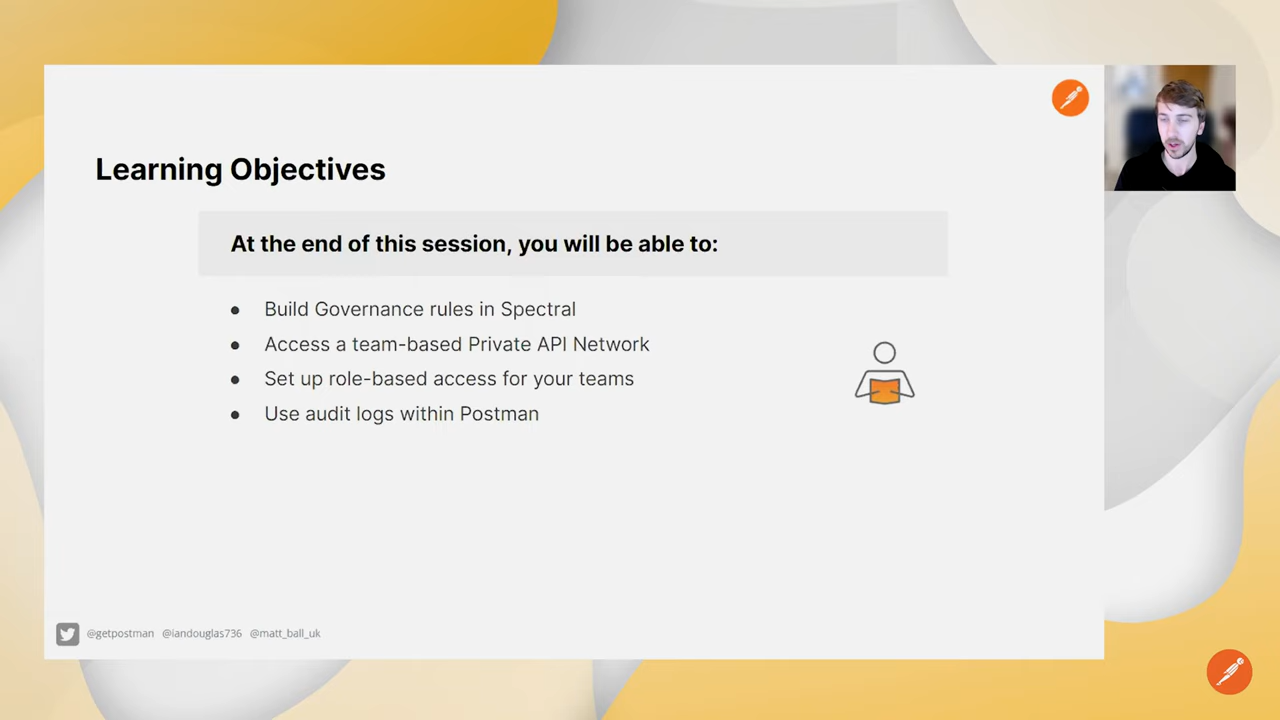 Learning Objectives
At the end of this session, you will be able to:
● Build Governance rules in Spectral
● Access a team-based Private API Network
● Set up role-based access for your teams
● Use audit logs within Postman
@getpostman @iandouglas736 @matt_ball_uk